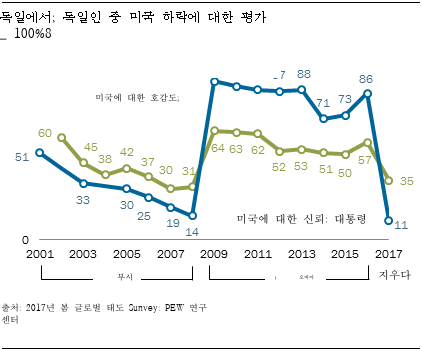 독일에서; 독일인 중 미국 하락에 대한 평가
_ 100%8
미국에 대한 호감도;
-7 88 86
60 45 42 37 30 31 38
71 73
51
64 63 62 52 53 51 50 57 35
33 30 25 19 14
미국에 대한 신뢰: 대통령
11
0
2001 2003 2005 2007 2009 2011 2013 2015 2017
부시
지우다
출처: 2017년 봄 글로벌 태도 Survey: PEW 연구
센터